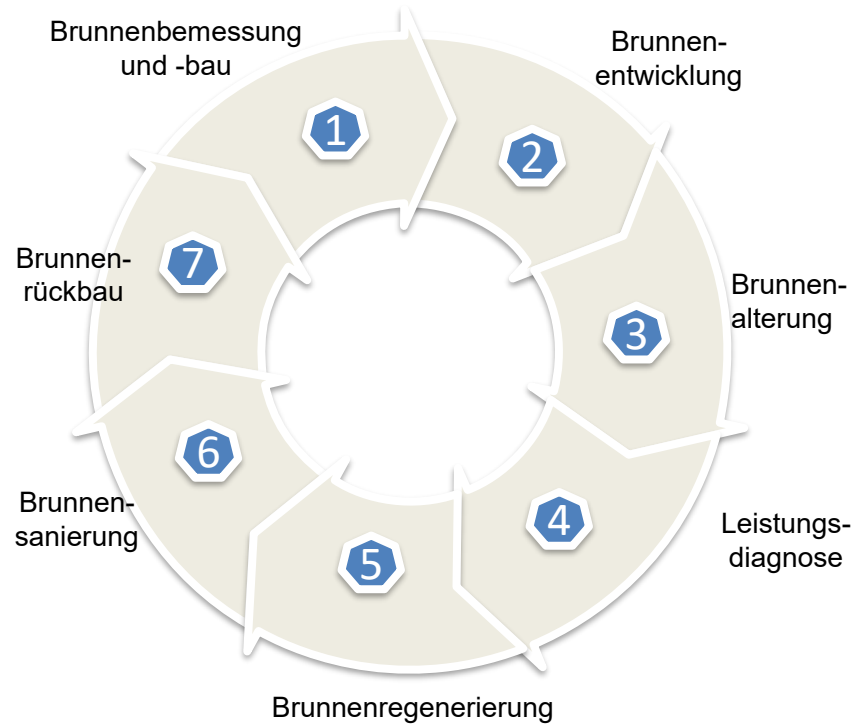 Brunnenbemessung
und -bau
1
Brunnen-
entwicklung
2
Brunnen-
alterung
3
Leistungs-
diagnose
4
Brunnenregenerierung
5
Brunnen-
sanierung
6
Brunnen-
rückbau
7